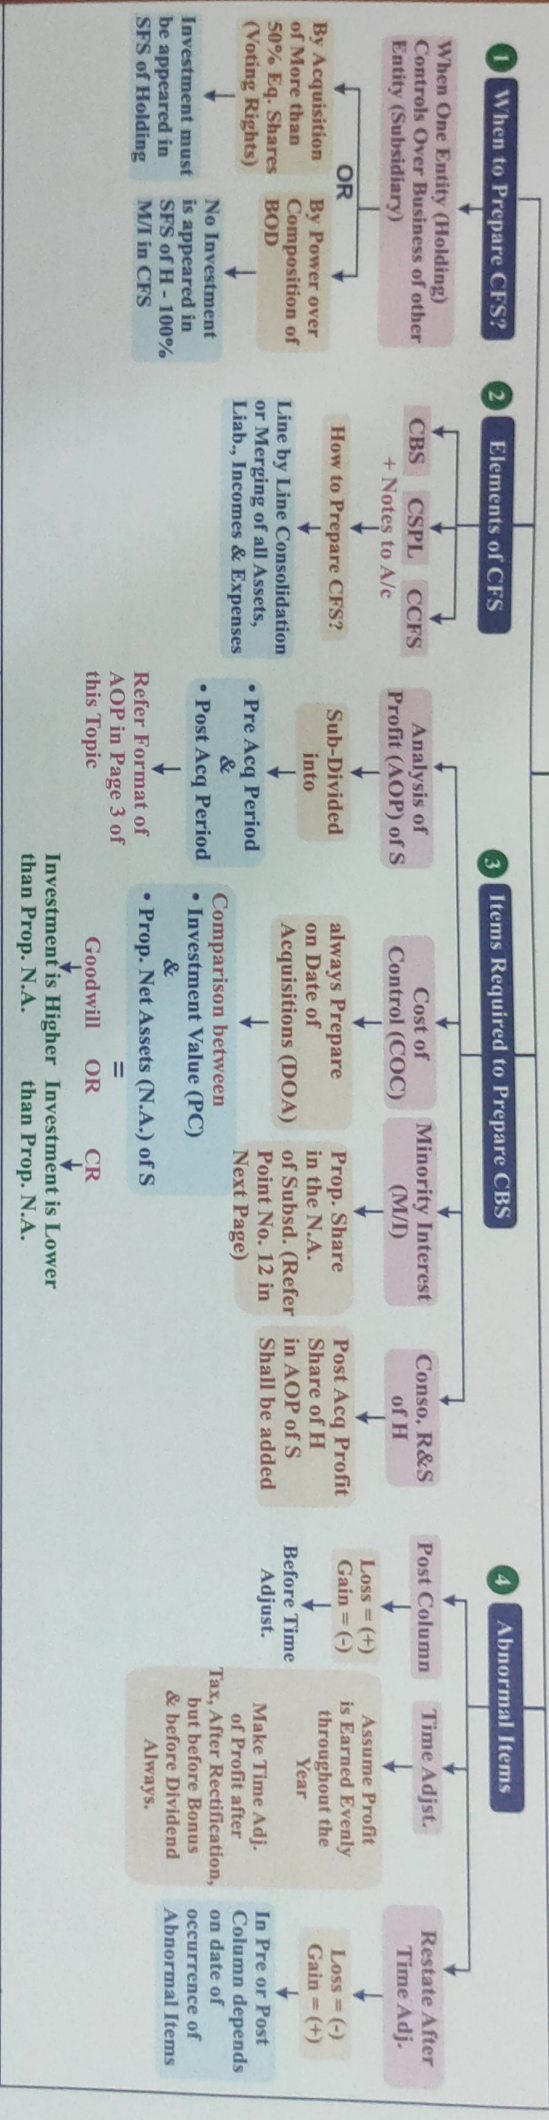 1 When to Prepare CFS?
When One Entity (Holding)
Controls Over Business of other
Entity (Subsidiary)
OR
By Acquisition
of More than
50% Eq. Shares
(Voting Rights)
Investment must
be appeared in
SFS of Holding
By Power over
Composition of
BOD
No Investment
is appeared in
SFS of H - 100%
M/I in CFS
2 Elements of CFS
CBS CSPL CCFS
+ Notes to A/c
How to Prepare CFS?
Line by Line Consolidation
or Merging of all Assets,
Liab., Incomes & Expenses
3 Items Required to Prepare CBS
Analysis of
Profit (AOP) of S
Sub-Divided
into
• Pre Acq Period
&
• Post Acq Period
Refer Format of
AOP in Page 3 of
this Topic
Cost of
Control (COC)
always Prepare
on Date of
Acquisitions (DOA)
Comparison between
• Investment Value (PC)
&
• Prop. Net Assets (N.A.) of S
=
Goodwill OR CR
Investment is Higher
than Prop. N.A.
Investment is Lower
than Prop. N.A.
Minority Interest
(M/I)
Prop. Share
in the N.A.
of Subsd. (Refer
Point No. 12 in
Next Page)
Conso. R&S
of H
Post Acq Profit
Share of H
in AOP of S
Shall be added
4 Abnormal Items
Post Column
Loss = (+)
Gain = (-)
Before Time
Adjust.
Time Adjst.
Assume Profit
is Earned Evenly
throughout the
Year
Make Time Adj.
of Profit after
Tax, After Rectification,
but before Bonus
& before Dividend
Always.
Restate After
Time Adj.
Loss = (-)
Gain = (+)
In Pre or Post
Column depends
on date of
occurrence of
Abnormal Items